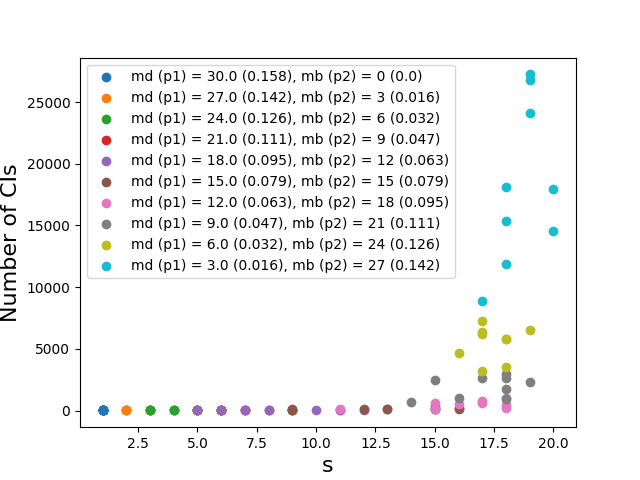 md (p1) = 30.0 (0.158), mb (p2) = 0 (0.0)
md (p1) = 27.0 (0.142), mb (p2) = 3 (0.016)
md (p1) = 24.0 (0.126), mb (p2) = 6 (0.032)
md (p1) = 21.0 (0.111), mb (p2) = 9 (0.047)
md (p1) = 18.0 (0.095), mb (p2) = 12 (0.063)
md (p1) = 15.0 (0.079), mb (p2) = 15 (0.079)
md (p1) = 12.0 (0.063), mb (p2) = 18 (0.095)
md (p1) = 9.0 (0.047), mb (p2) = 21 (0.111)
md (p1) = 6.0 (0.032), mb (p2) = 24 (0.126)
md (p1) = 3.0 (0.016), mb (p2) = 27 (0.142)
Number of CIs
25000
20000
15000
10000
5000
0
2.5 5.0 7.5 10.0 12.5 15.0 17.5 20.0
s